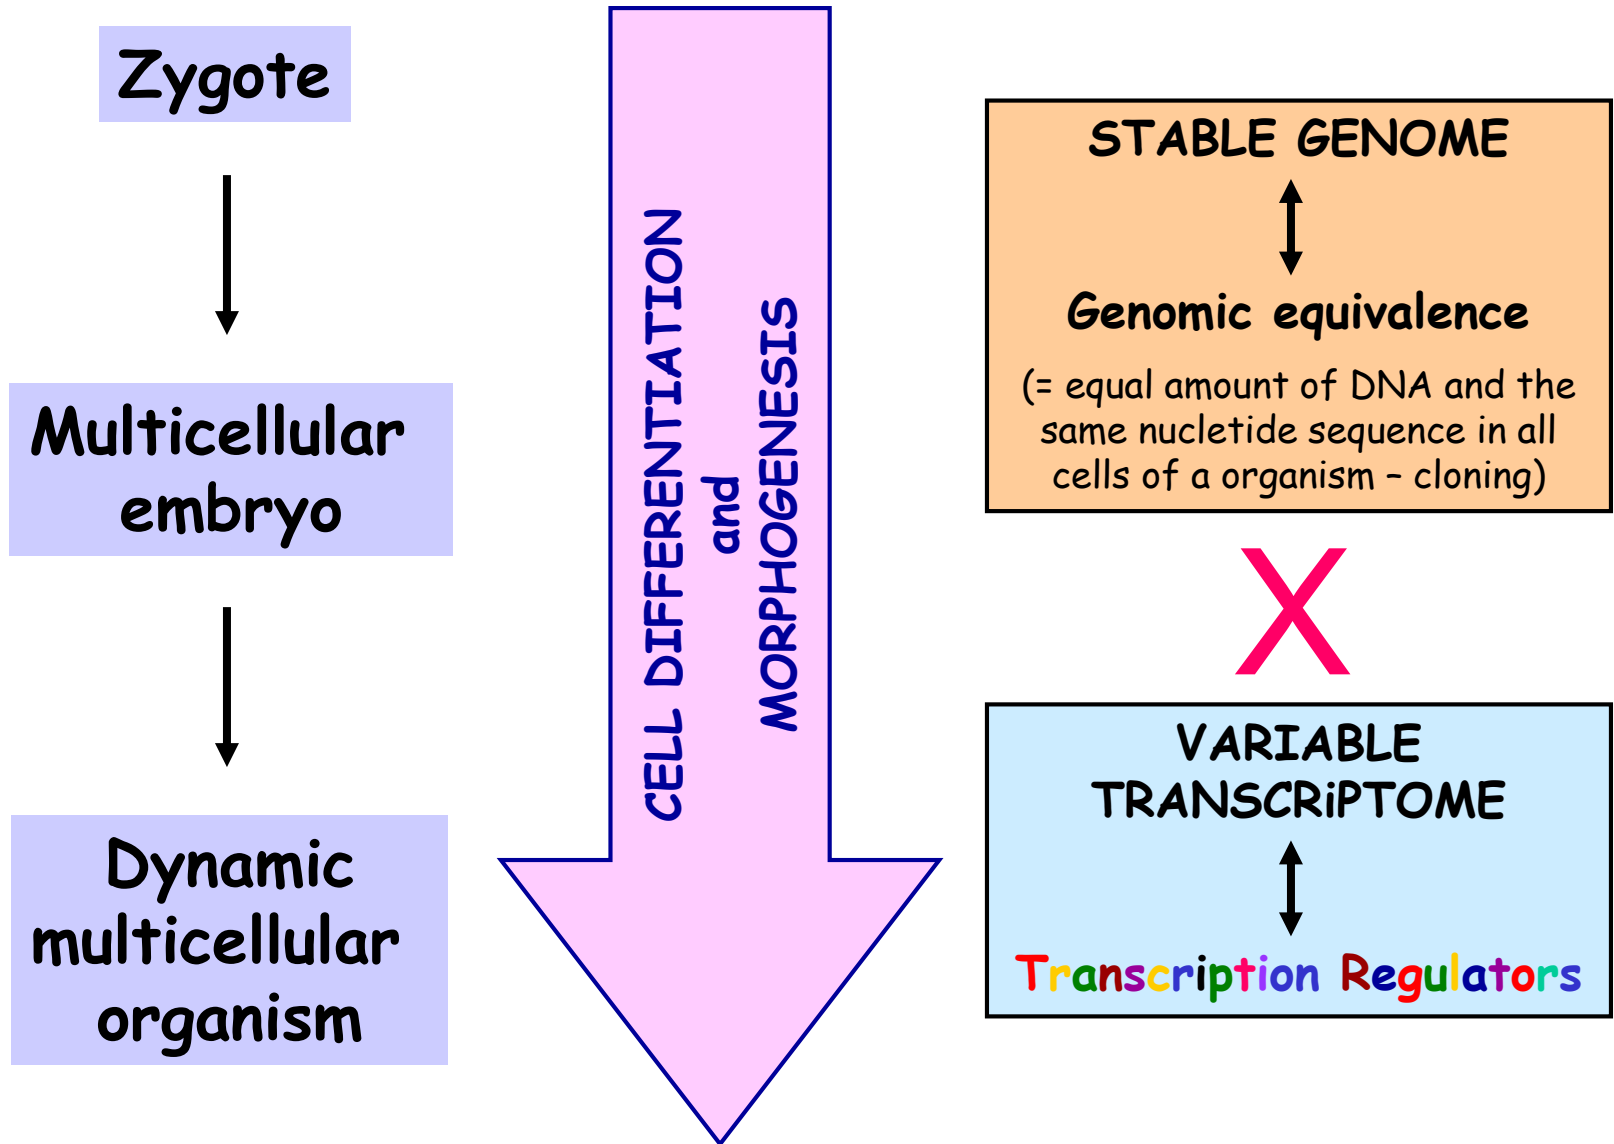 Zygote
Multicellular
embryo
Dynamic
multicellular
organism
CELL DIFFERENTIATION
and
MORPHOGENESIS
STABLE GENOME
Genomic equivalence
(= equal amount of DNA and the
same nucletide sequence in all
cells of a organism – cloning)
X
VARIABLE
TRANSCRiPTOME
Transcription Regulators